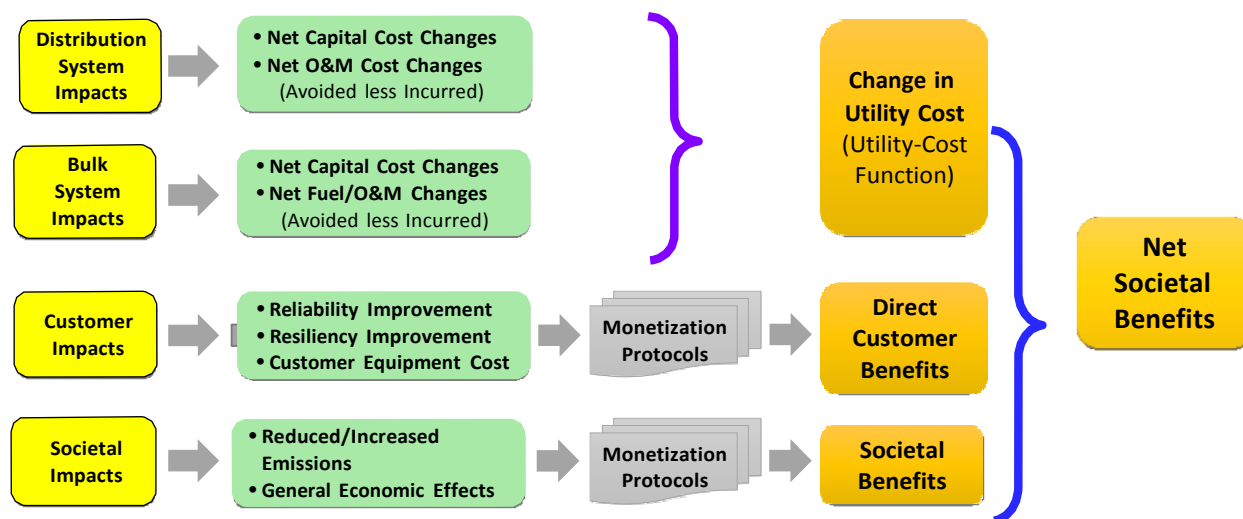 Distribution
System
Impacts
• Net Capital Cost Changes
• Net O&M Cost Changes
(Avoided less Incurred)
Change in
Utility Cost
(Utility-Cost
Function)
Bulk
System
Impacts
• Net Capital Cost Changes
• Net Fuel/O&M Changes
(Avoided less Incurred)
Net
Societal
Benefits
Customer
Impacts
• Reliability Improvement
• Resiliency Improvement
• Customer Equipment Cost
Monetization
Protocols
Direct
Customer
Benefits
Societal
Impacts
• Reduced/Increased
Emissions
• General Economic Effects
Monetization
Protocols
Societal
Benefits